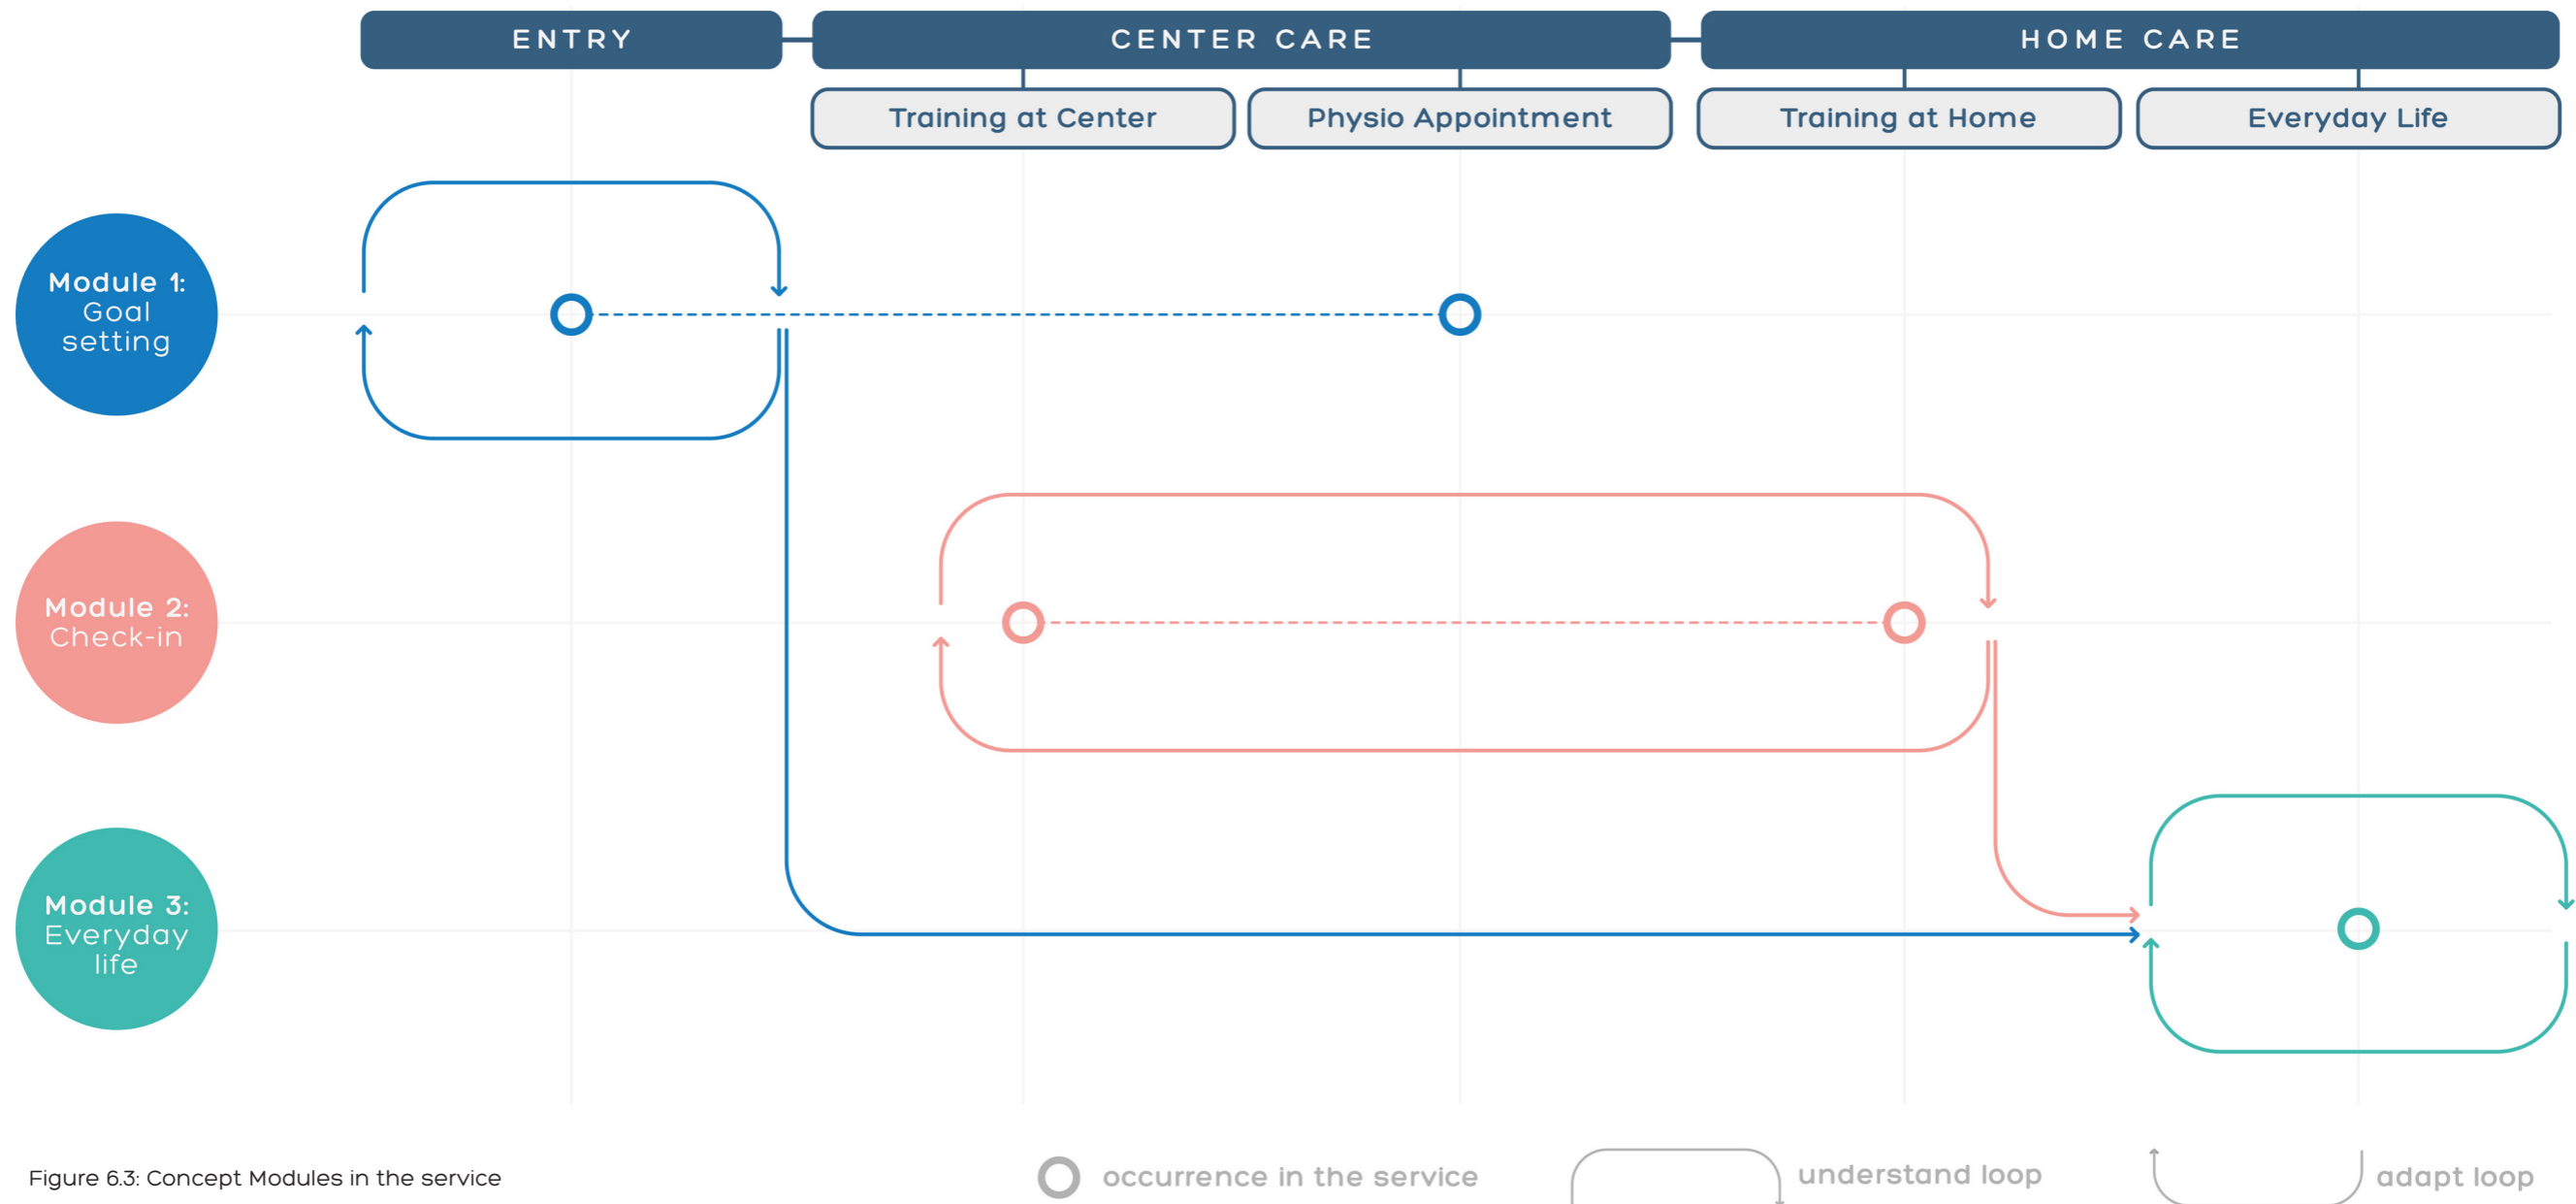 ENTRY
CENTER CARE
HOME CARE
Training at Center
Physio Appointment
Training at Home
Everyday Life
Module 1:
Goal
setting
Module 2:
Check-in
Module 3:
Everyday
life
Figure 6.3: Concept Modules in the service
occurrence in the service
understand loop
adapt loop